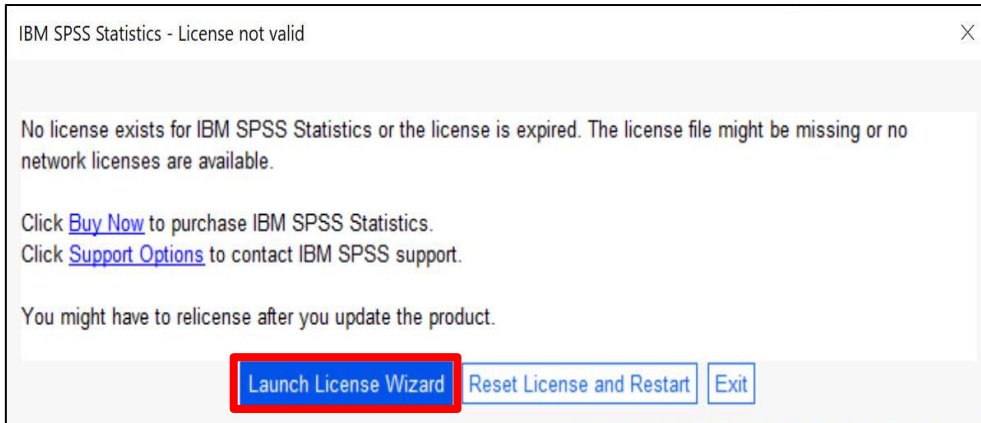 IBM SPSS Statistics - License not valid
No license exists for IBM SPSS Statistics or the license is expired. The license file might be missing or no
network licenses are available.
Click Buy Now to purchase IBM SPSS Statistics.
Click Support Options to contact IBM SPSS support.
You might have to relicense after you update the product.
Launch License Wizard Reset License and Restart Exit